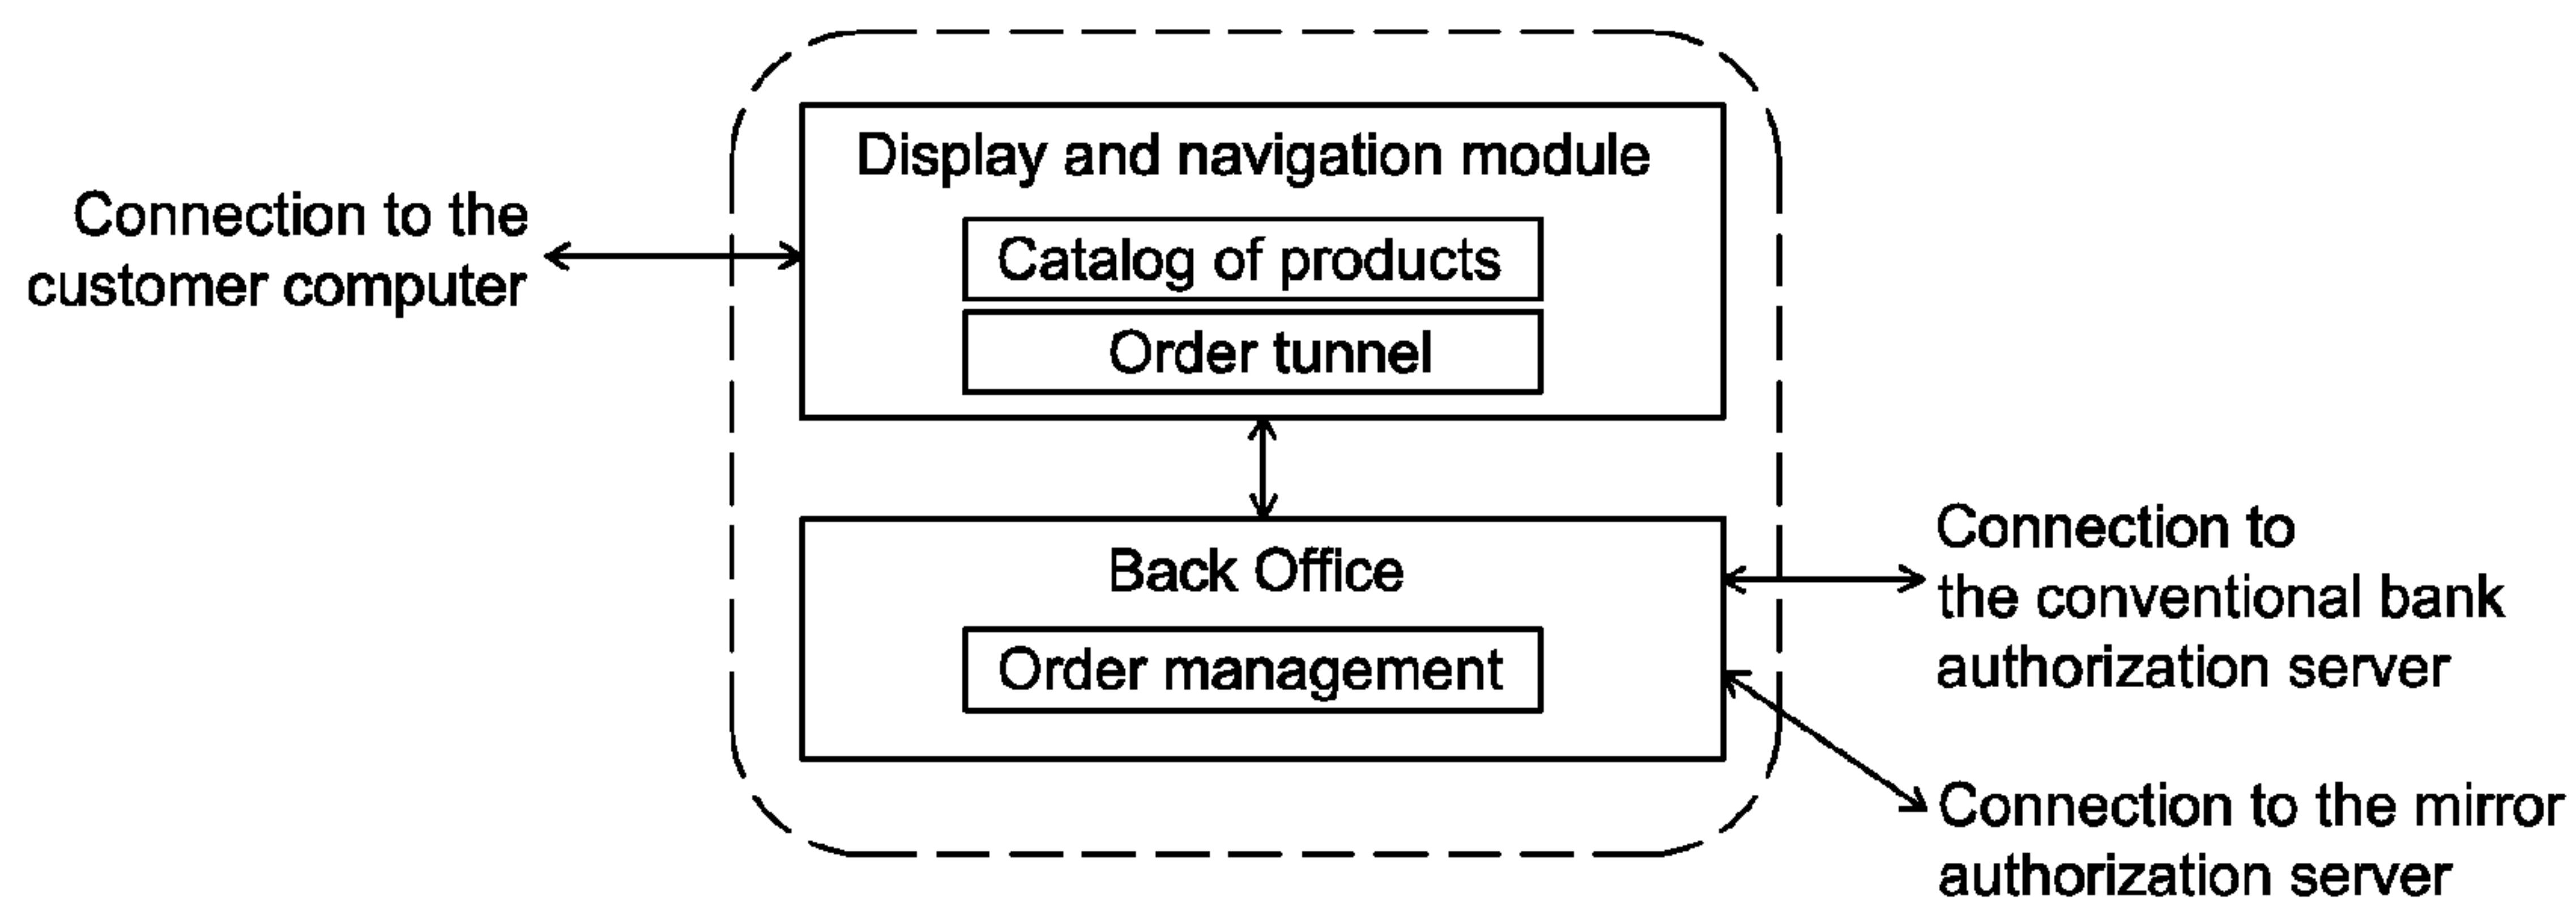 Display and navigation module
Connection to the
customer computer
Catalog of products
Order tunnel
Back Office
Order management
Connection to
the conventional bank
authorization server
Connection to the mirror
authorization server